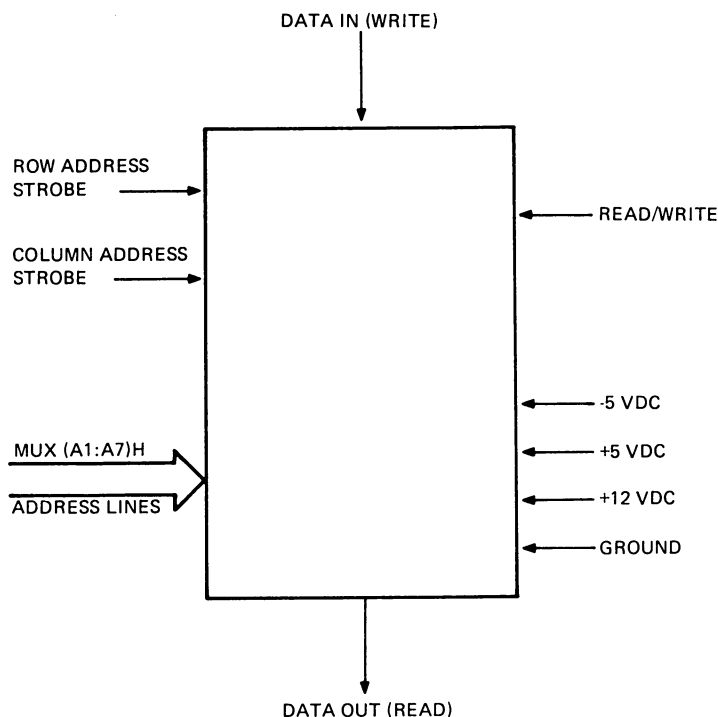 DATA IN (WRITE)
ROW ADDRESS
STROBE
READ/WRITE
COLUMN ADDRESS
STROBE
-5 VDC
MUX (A1:A7)H
+5 VDC
ADDRESS LINES
+12 VDC
GROUND
DATA OUT (READ)